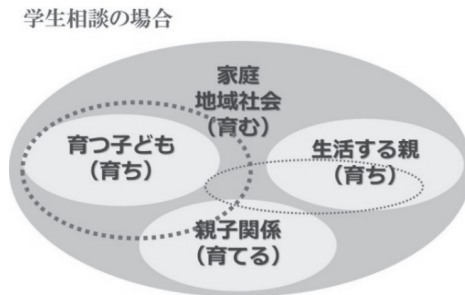 学生相談の場合
家庭
地域社会
(育む)
育つ子ども
(育ち)
生活する親
(育ち)
親子関係
(育てる)